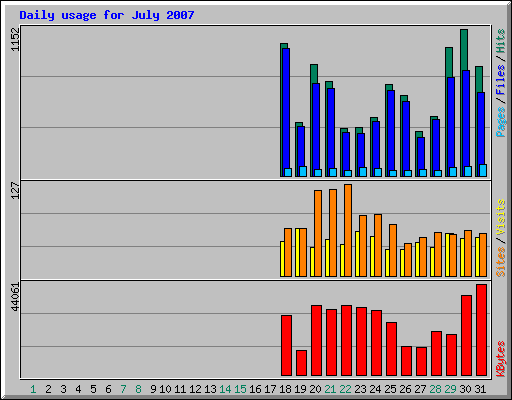 Daily usage for July 2007
1152
Pages/Files/Hits
127
Sites/Visits
44061
KBytes
1 2 3 4 5 6 7 8 9 10 11 12 13 14 15 16 17 18 19 20 21 22 23 24 25 26 27 28 29 30 31